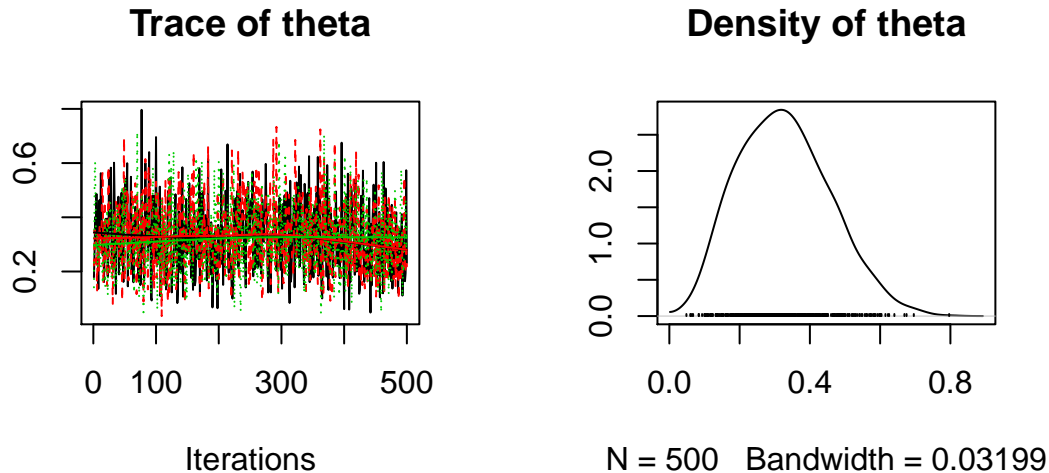 Trace of theta
0.2 0.6
0 100 300 500
Iterations
Density of theta
0.0 1.0 2.0
0.0 0.4 0.8
N = 500 Bandwidth = 0.03199